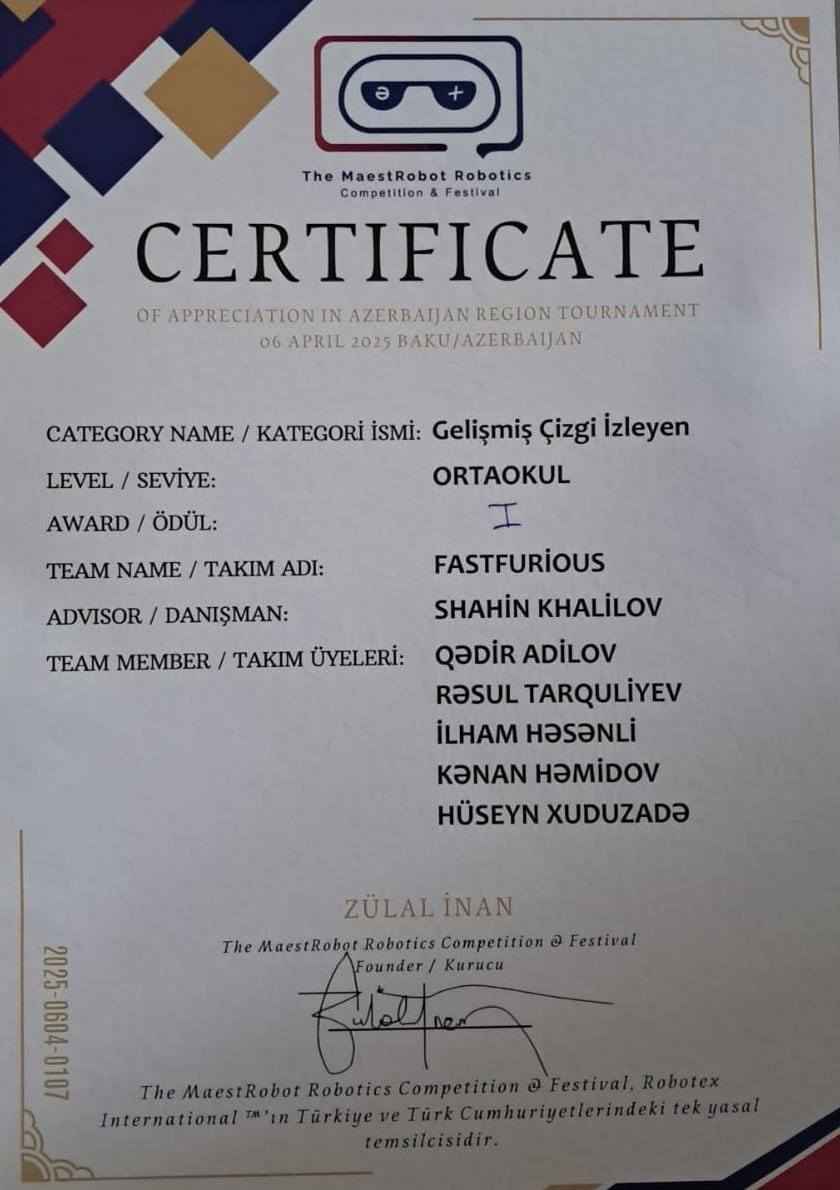 The MaestRobot Robotics
Competition & Festival
CERTIFICATE
OF APPRECIATION IN AZERBAIJAN REGION TOURNAMENT
06 APRIL 2025 BAKU/AZERBAIJAN
CATEGORY NAME / KATEGORİ İSMİ: Gelişmiş Çizgi İzleyen
LEVEL / SEVİYE: ORTAOKUL
AWARD / ÖDÜL: I
TEAM NAME / TAKIM ADI: FASTFURİOUS
ADVISOR / DANIŞMAN: SHAHİN KHALİLOV
TEAM MEMBER / TAKIM ÜYELERİ: QƏDİR ADİLOV
RƏSUL TARQULİYEV
İLHAM HƏSƏNLİ
KƏNAN HƏMİDOV
HÜSEYN XUDUZADƏ
ZÜLAL İNAN
The MaestRobot Robotics Competition @ Festival
Founder / Kurucu
Zülal İnan
The MaestRobot Robotics Competition @ Festival, Robotex
International ™'ın Türkiye ve Türk Cumhuriyetlerindeki tek yasal
temsilcisidir.
2025-0604-0107